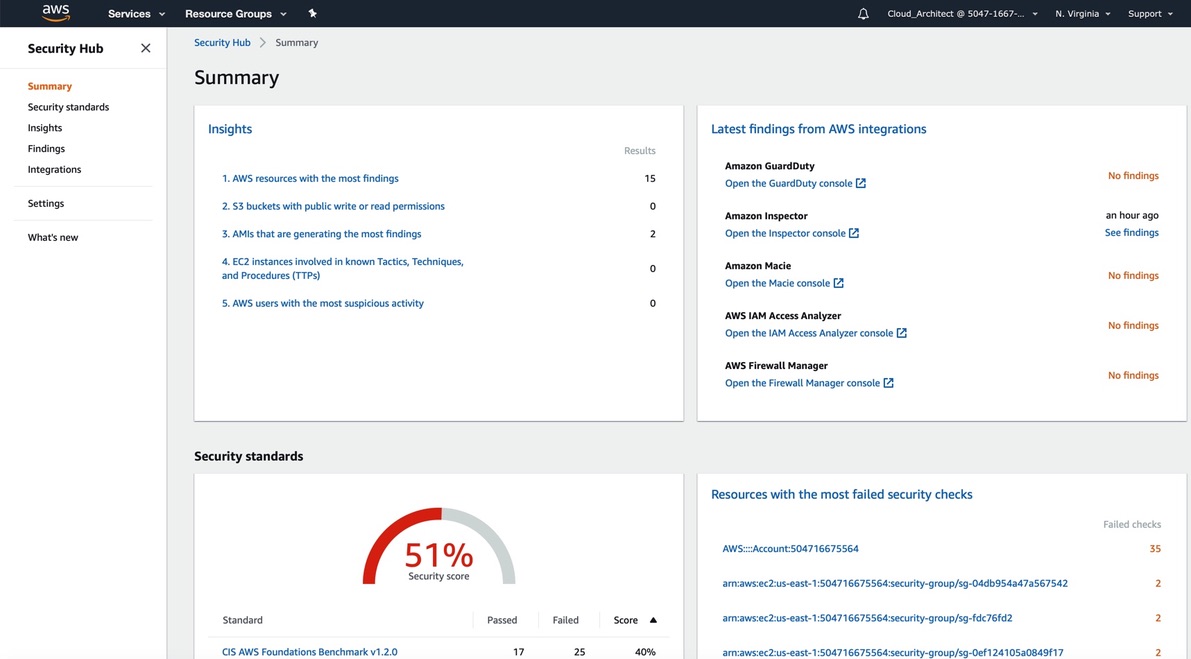 aws
Services
Resource Groups
Cloud_Architect @ 5047-1667-...
N. Virginia
Support
Security Hub
Summary
Security standards
Insights
Findings
Integrations
Settings
What's new
Security Hub
Summary
Summary
Insights
Results
1. AWS resources with the most findings 15
2. S3 buckets with public write or read permissions 0
3. AMIs that are generating the most findings 2
4. EC2 instances involved in known Tactics, Techniques,
and Procedures (TTPs) 0
5. AWS users with the most suspicious activity 0
Latest findings from AWS integrations
Amazon GuardDuty
Open the GuardDuty console
No findings
Amazon Inspector
an hour ago
Open the Inspector console
See findings
Amazon Macie
Open the Macie console
No findings
AWS IAM Access Analyzer
Open the IAM Access Analyzer console
No findings
AWS Firewall Manager
Open the Firewall Manager console
No findings
Security standards
51%
Security score
Standard Passed Failed Score
CIS AWS Foundations Benchmark v1.2.0 17 25 40%
Resources with the most failed security checks
Failed checks
AWS::::Account:504716675564 35
arn:aws:ec2:us-east-1:504716675564:security-group/sg-04db954a47a567542 2
arn:aws:ec2:us-east-1:504716675564:security-group/sg-fdc76fd2 2
arn:aws:ec2:us-east-1:504716675564:security-group/sg-0ef124105a0849f17 2